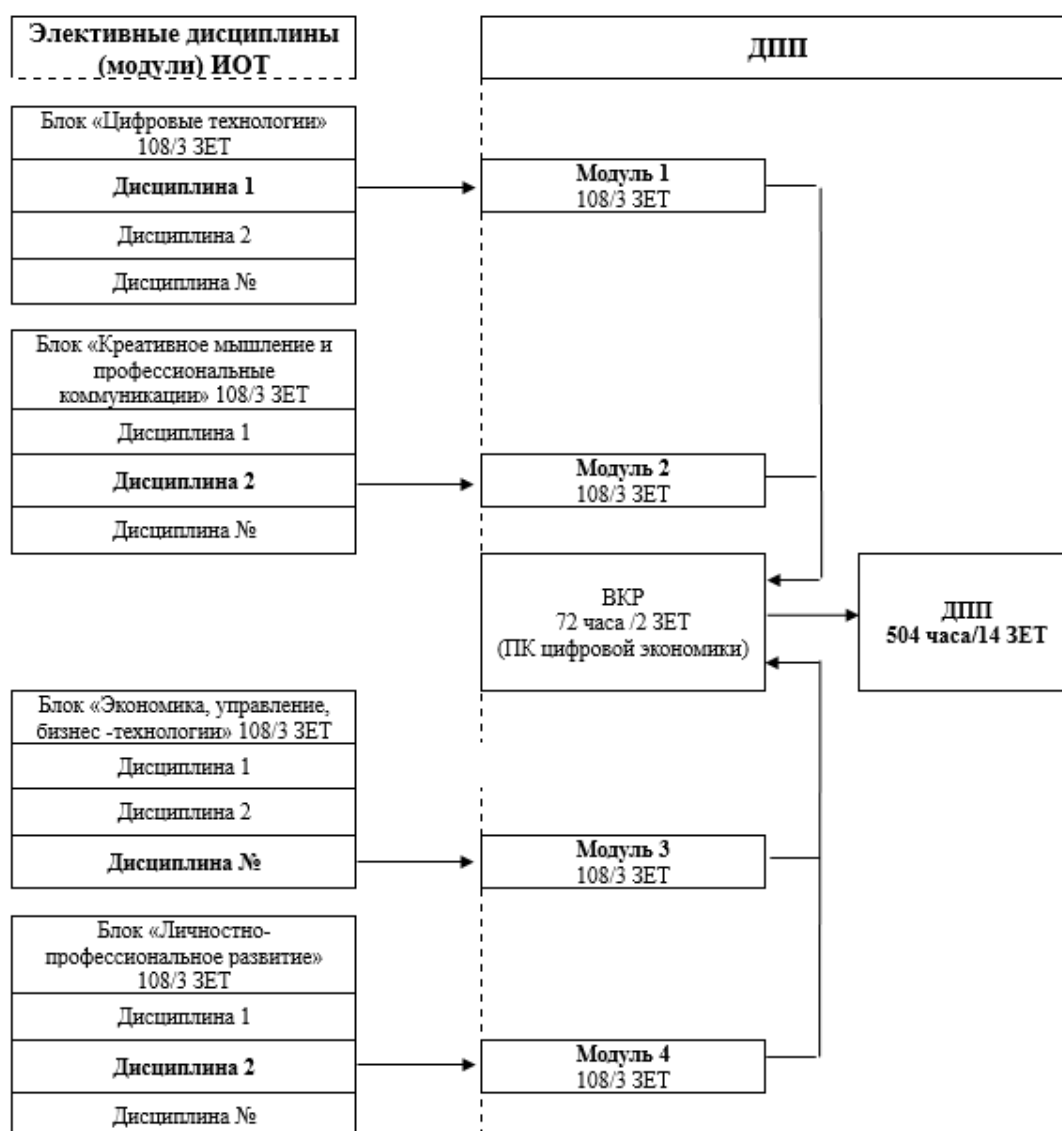 Элективные дисциплины
(модули) ИОТ
ДПП
Блок «Цифровые технологии»
108/3 ЗЕТ
Дисциплина 1
Дисциплина 2
Дисциплина №
Модуль 1
108/3 ЗЕТ
Блок «Креативное мышление и
профессиональные
коммуникации» 108/3 ЗЕТ
Дисциплина 1
Дисциплина 2
Дисциплина №
Модуль 2
108/3 ЗЕТ
ВКР
72 часа /2 ЗЕТ
(ПК цифровой экономики)
ДПП
504 часа/14 ЗЕТ
Блок «Экономика, управление,
бизнес -технологии» 108/3 ЗЕТ
Дисциплина 1
Дисциплина 2
Дисциплина №
Модуль 3
108/3 ЗЕТ
Блок «Личностно-
профессиональное развитие»
108/3 ЗЕТ
Дисциплина 1
Дисциплина 2
Дисциплина №
Модуль 4
108/3 ЗЕТ